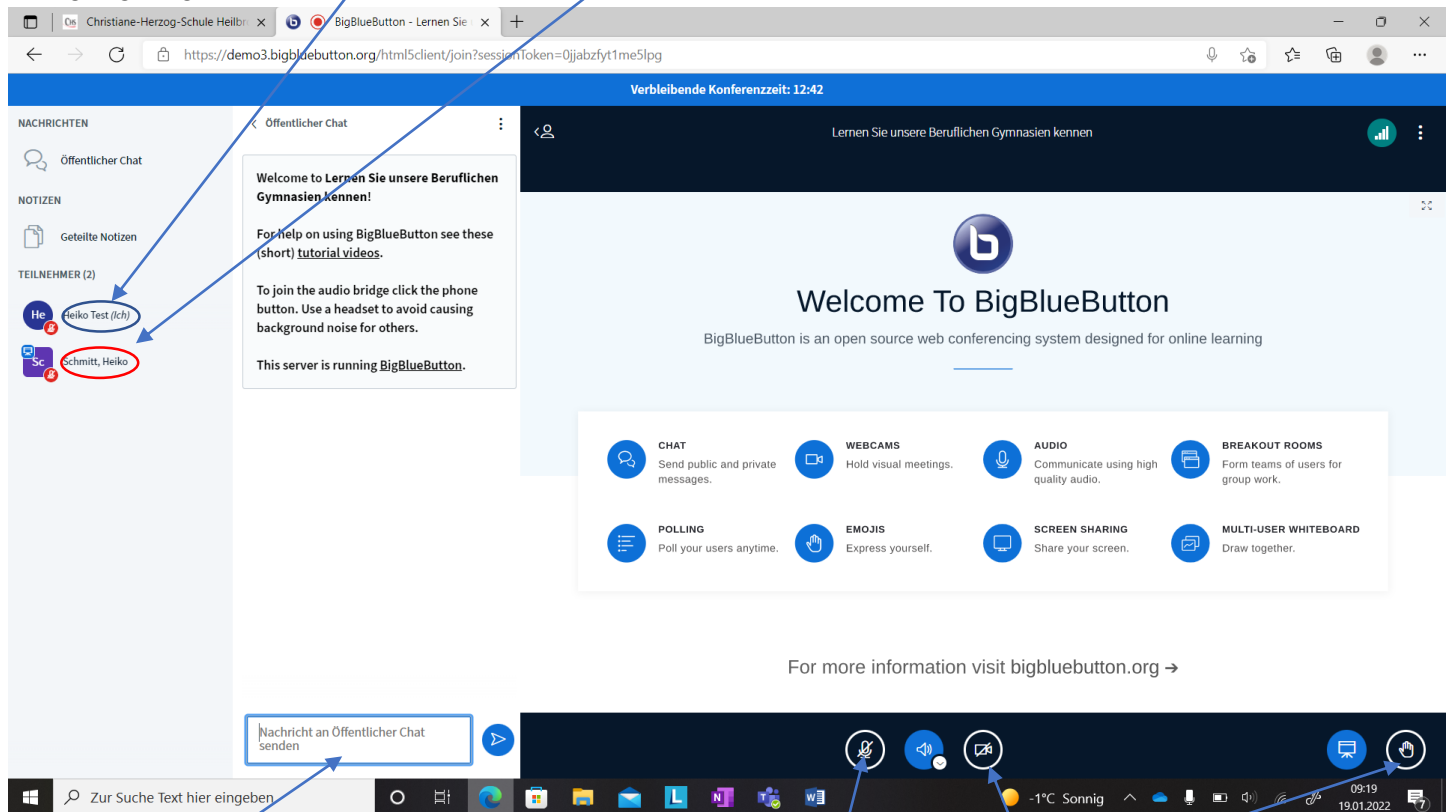 Christiane-Herzog-Schule Heilbr
BigBlueButton - Lernen Sie
https://demo3.bigbluebutton.org/html5client/join?sessionToken=0jjabzfyt1me5lpg
Verbleibende Konferenzzeit: 12:42
NACHRICHTEN
Öffentlicher Chat
NOTIZEN
Geteilte Notizen
TEILNEHMER (2)
He
Heiko Test (Ich)
Sc
Schmitt, Heiko
Öffentlicher Chat
Welcome to Lernen Sie unsere Beruflichen
Gymnasien kennen!
For help on using BigBlueButton see these
(short) tutorial videos.
To join the audio bridge click the phone
button. Use a headset to avoid causing
background noise for others.
This server is running BigBlueButton.
Nachricht an Öffentlicher Chat
senden
Lernen Sie unsere Beruflichen Gymnasien kennen
b
Welcome To BigBlueButton
BigBlueButton is an open source web conferencing system designed for online learning
CHAT
Send public and private
messages.
WEBCAMS
Hold visual meetings.
AUDIO
Communicate using high
quality audio.
BREAKOUT ROOMS
Form teams of users for
group work.
POLLING
Poll your users anytime.
EMOJIS
Express yourself.
SCREEN SHARING
Share your screen.
MULTI-USER WHITEBOARD
Draw together.
For more information visit bigbluebutton.org →
Zur Suche Text hier eingeben
-1°C Sonnig
09:19
19.01.2022
7